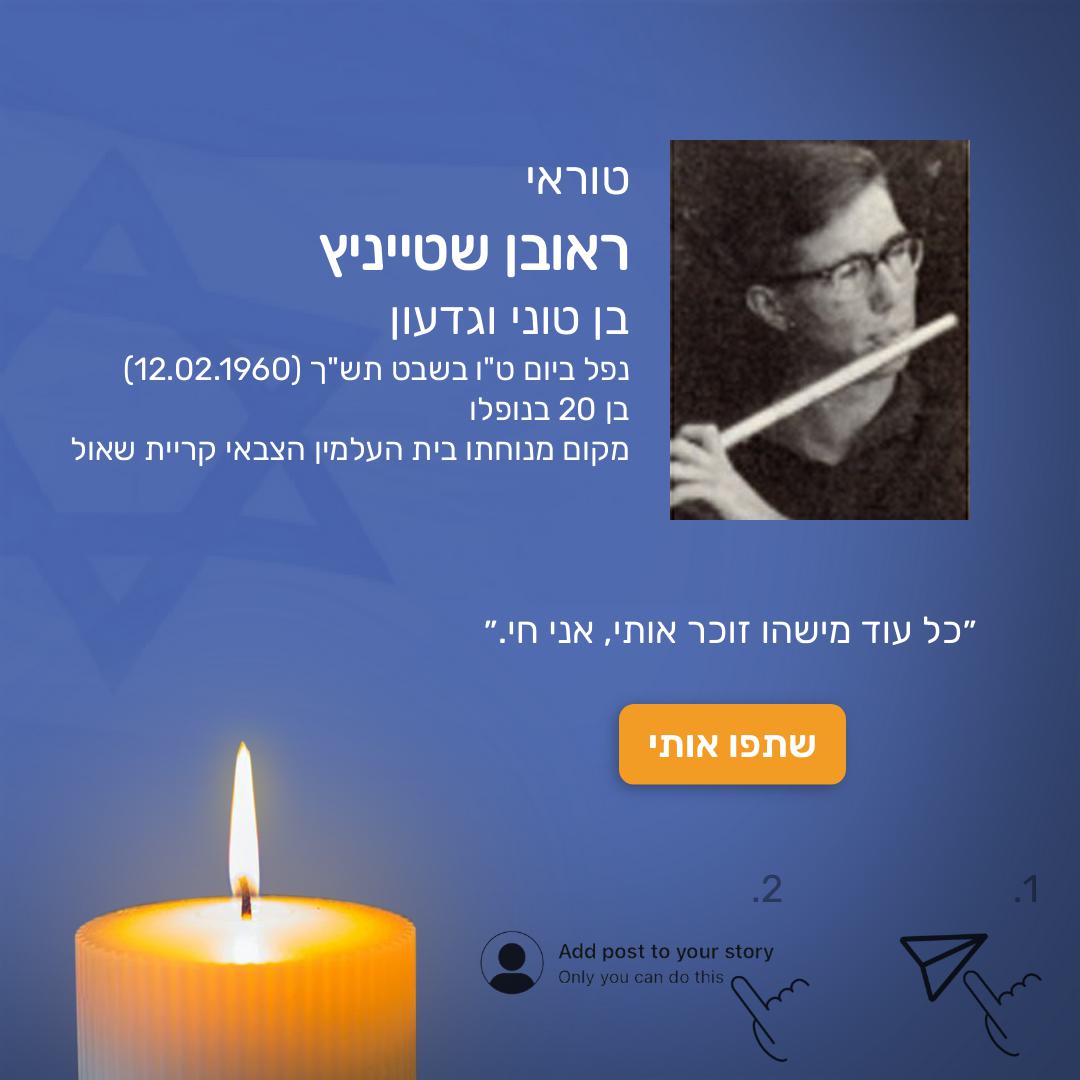 טוראי
ראובן שטייניץ
בן טוני וגדעון
נפל ביום ט"ו בשבט תש"ך (12.02.1960)
בן 20 בנופלו
מקום מנוחתו בית העלמין הצבאי קריית שאול
״כל עוד מישהו זוכר אותי, אני חי.״
שתפו אותי
1.
2.
Add post to your story
Only you can do this